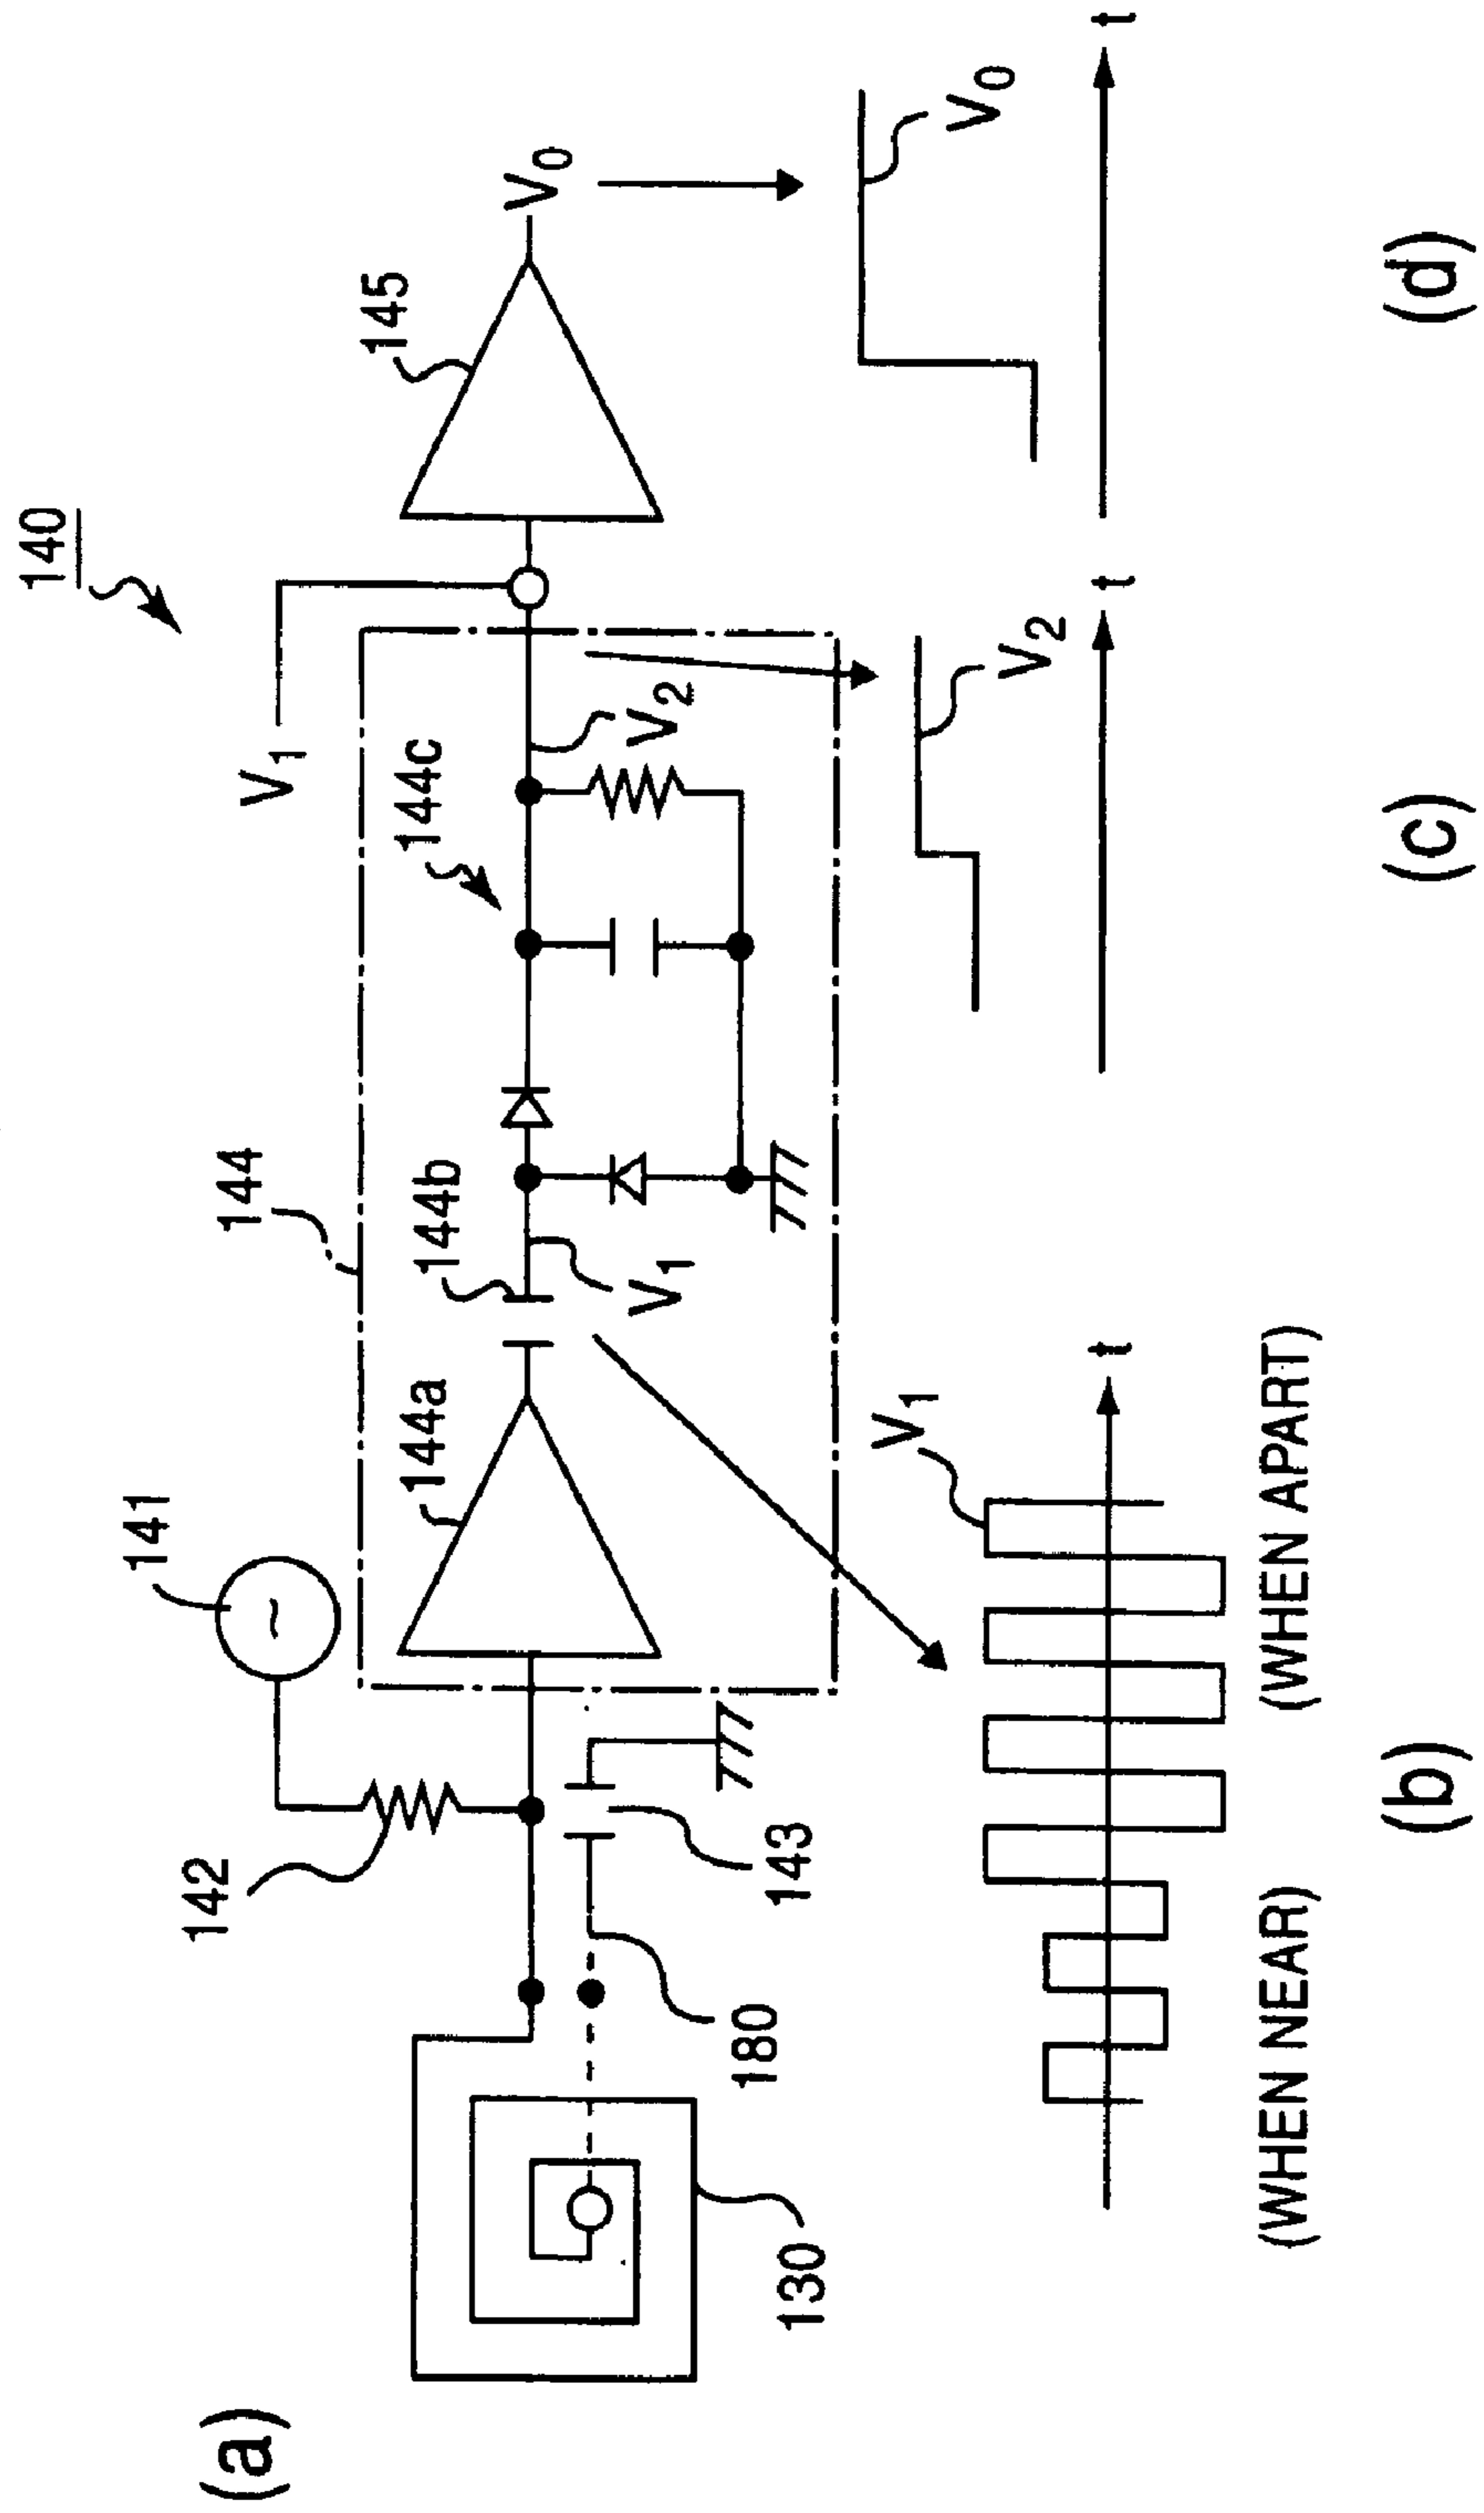 (a)
140
141
142
144
144a
144b
144c
V1
145
V0
V1
V2
143
180
130
V1
t
(WHEN NEAR) (WHEN APART)
(b)
V2
t
(c)
V0
t
(d)